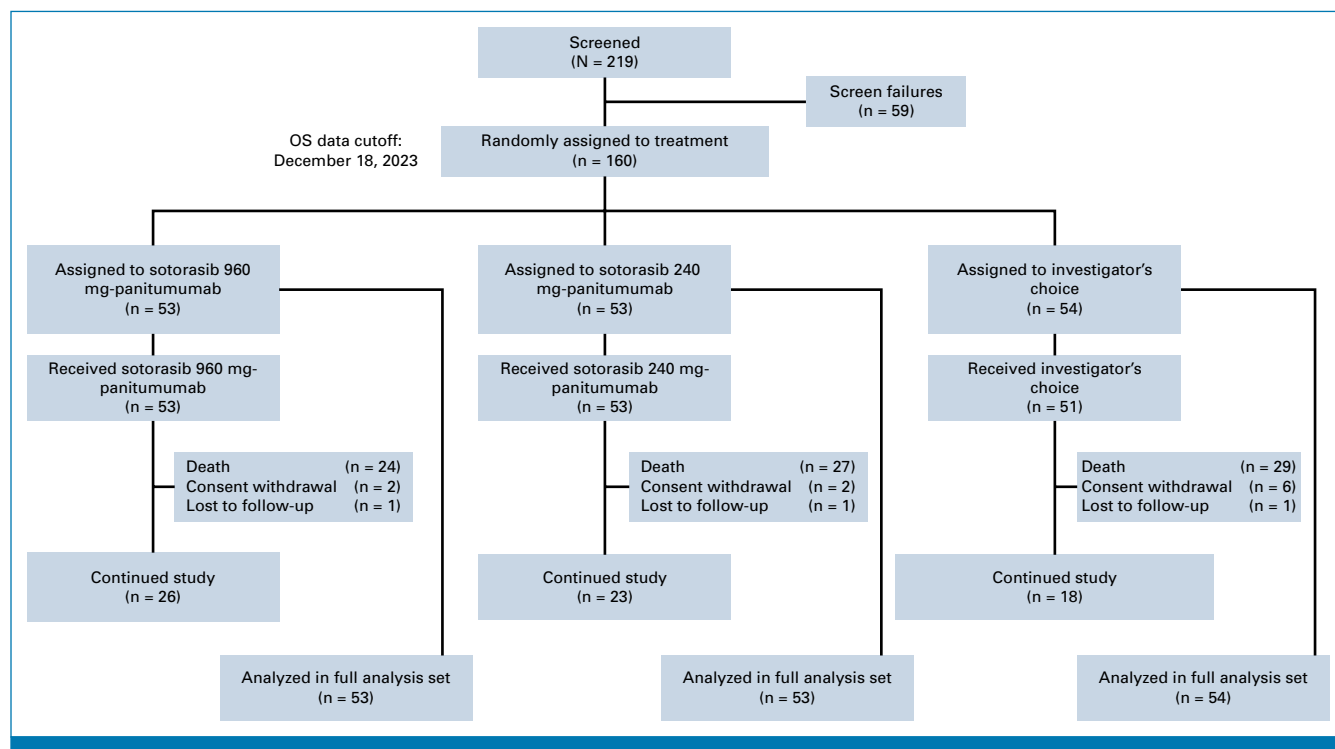 Screened
(N = 219)
Screen failures
(n = 59)
OS data cutoff:
December 18, 2023
Randomly assigned to treatment
(n = 160)
Assigned to sotorasib 960
mg-panitumumab
(n = 53)
Assigned to sotorasib 240
mg-panitumumab
(n = 53)
Assigned to investigator's
choice
(n = 54)
Received sotorasib 960 mg-
panitumumab
(n = 53)
Received sotorasib 240 mg-
panitumumab
(n = 53)
Received investigator's
choice
(n = 51)
Death (n = 24)
Consent withdrawal (n = 2)
Lost to follow-up (n = 1)
Death (n = 27)
Consent withdrawal (n = 2)
Lost to follow-up (n = 1)
Death (n = 29)
Consent withdrawal (n = 6)
Lost to follow-up (n = 1)
Continued study
(n = 26)
Continued study
(n = 23)
Continued study
(n = 18)
Analyzed in full analysis set
(n = 53)
Analyzed in full analysis set
(n = 53)
Analyzed in full analysis set
(n = 54)